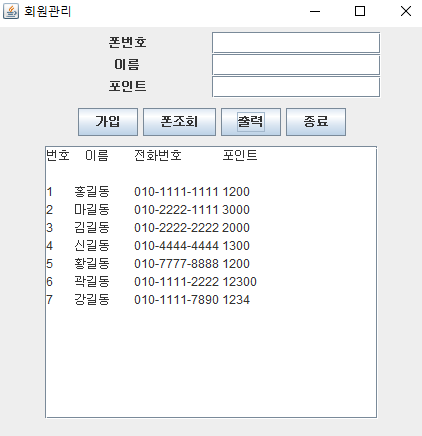 회원관리
폰번호
이름
포인트
가입 폰조회 출력 종료
번호 이름 전화번호 포인트
1 홍길동 010-1111-1111 1200
2 마길동 010-2222-1111 3000
3 김길동 010-2222-2222 2000
4 신길동 010-4444-4444 1300
5 황길동 010-7777-8888 1200
6 곽길동 010-1111-2222 12300
7 강길동 010-1111-7890 1234